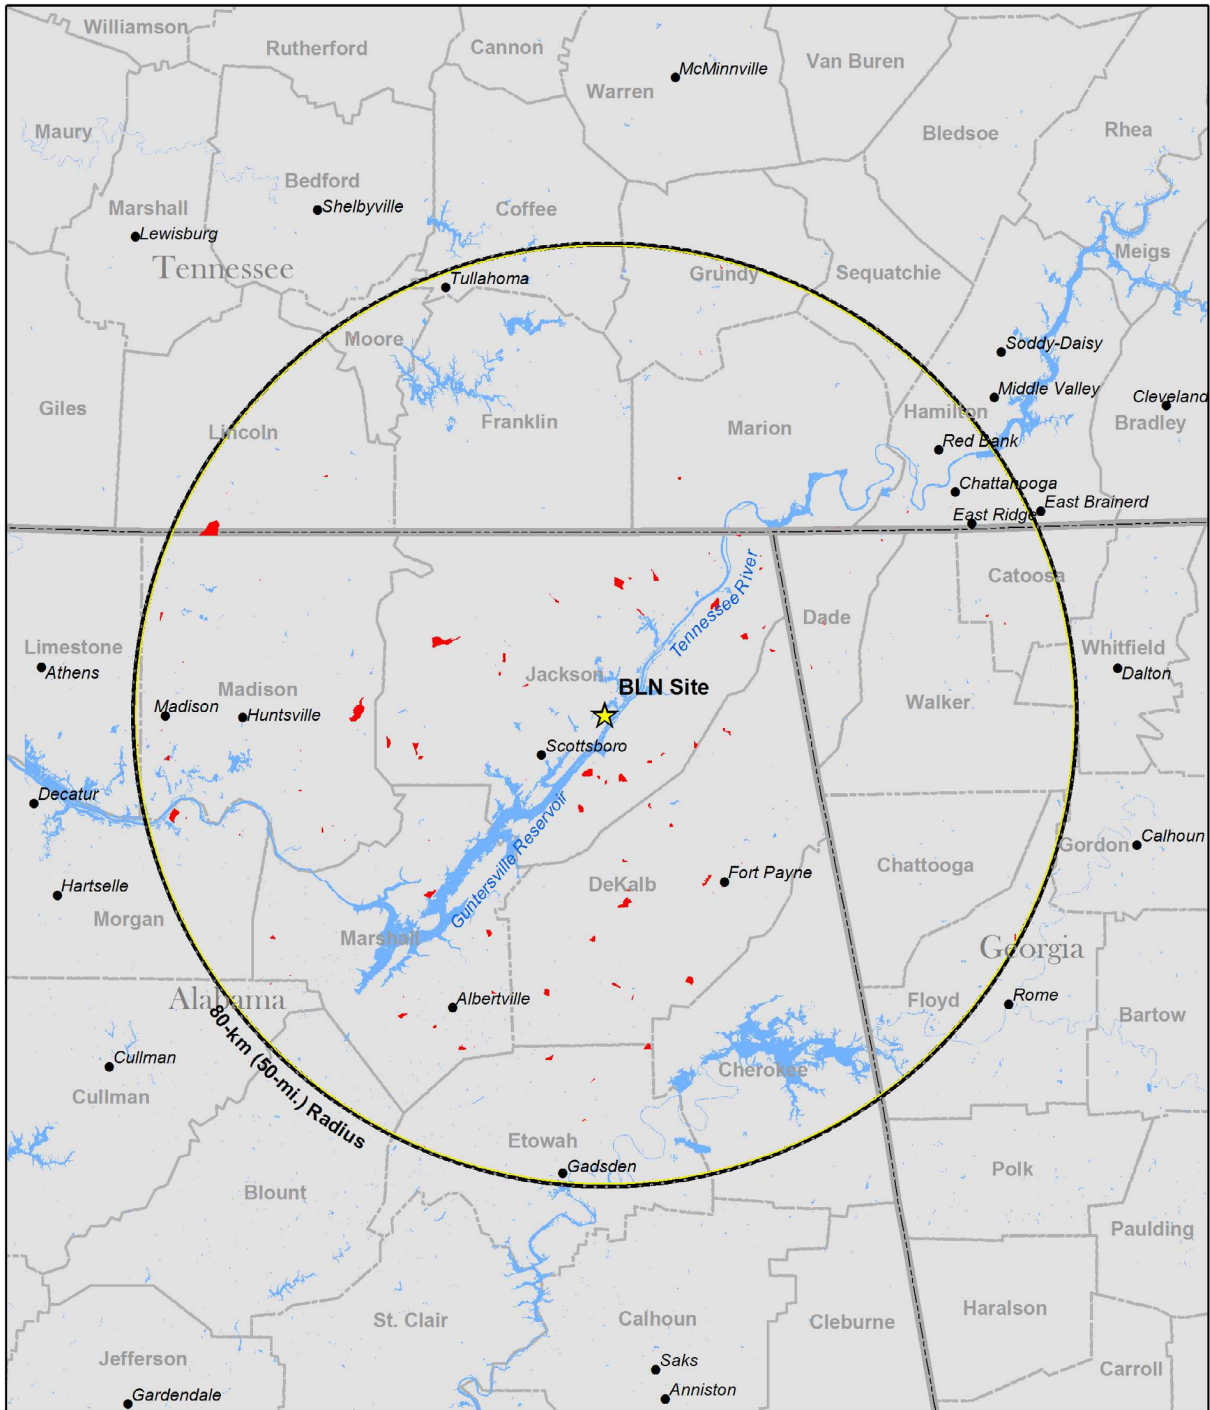 Williamson
Rutherford
Cannon
Van Buren
McMinnville
Warren
Maury
Bledsoe
Rhea
Bedford
Marshall
Shelbyville
Coffee
Lewisburg
Meigs
Tennessee
Tullahoma
Grundy
Sequatchie
Moore
Soddy-Daisy
Middle Valley
Cleveland
Giles
Hamilton
Lincoln
Franklin
Marion
Bradley
Red Bank
Chattanooga
East Brainerd
East Ridge
Catoosa
Tennessee River
Dade
Limestone
Whitfield
Athens
Jackson
Dalton
Madison
BLN Site
Walker
Madison
Huntsville
Scottsboro
Decatur
Guntersville Reservoir
Calhoun
Gordon
Chattooga
Fort Payne
Hartselle
DeKalb
Morgan
Marshall
Georgia
Alabama
Albertville
Floyd
Rome
Bartow
80-km (50-mi.) Radius
Cullman
Cherokee
Cullman
Etowah
Gadsden
Polk
Blount
Paulding
Haralson
St. Clair
Calhoun
Cleburne
Jefferson
Saks
Carroll
Gardendale
Anniston